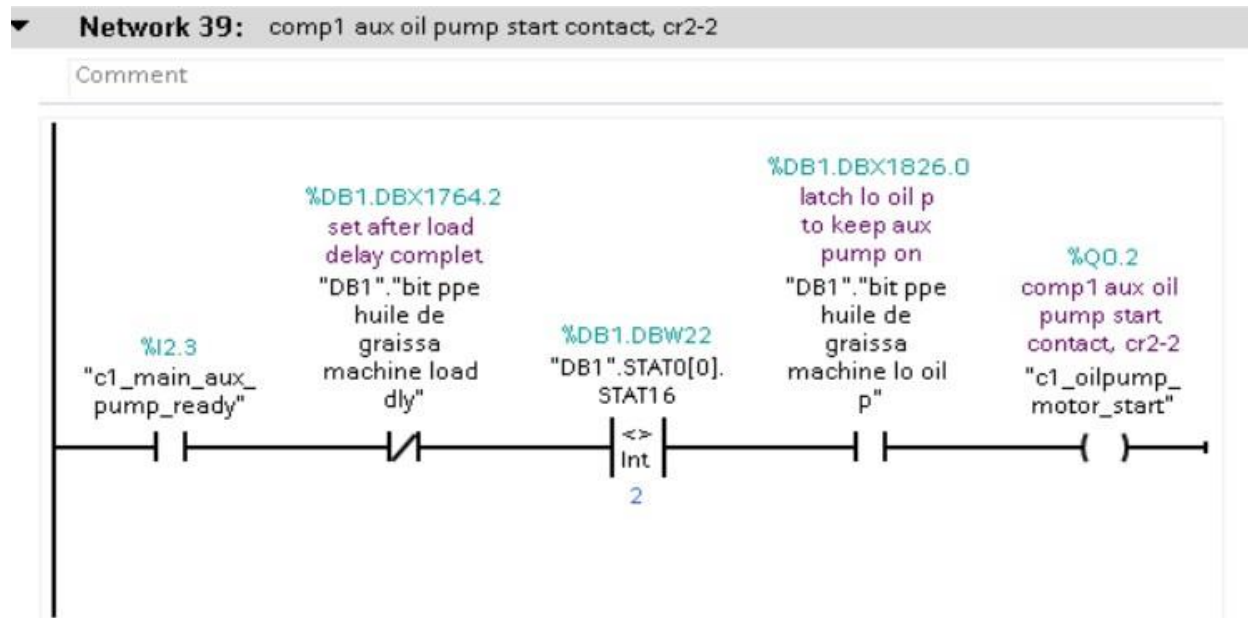 Network 39: comp1 aux oil pump start contact, cr2-2
Comment
%I2.3
"c1_main_aux_
pump_ready"
%DB1.DBX1764.2
set after load
delay complet
"DB1"."bit ppe
huile de
graissa
machine load
dly"
%DB1.DBW22
"DB1".STAT0[0].
STAT16
<>
Int
2
%DB1.DBX1826.0
latch lo oil p
to keep aux
pump on
"DB1"."bit ppe
huile de
graissa
machine lo oil
p"
%Q0.2
comp1 aux oil
pump start
contact, cr2-2
"c1_oilpump_
motor_start"